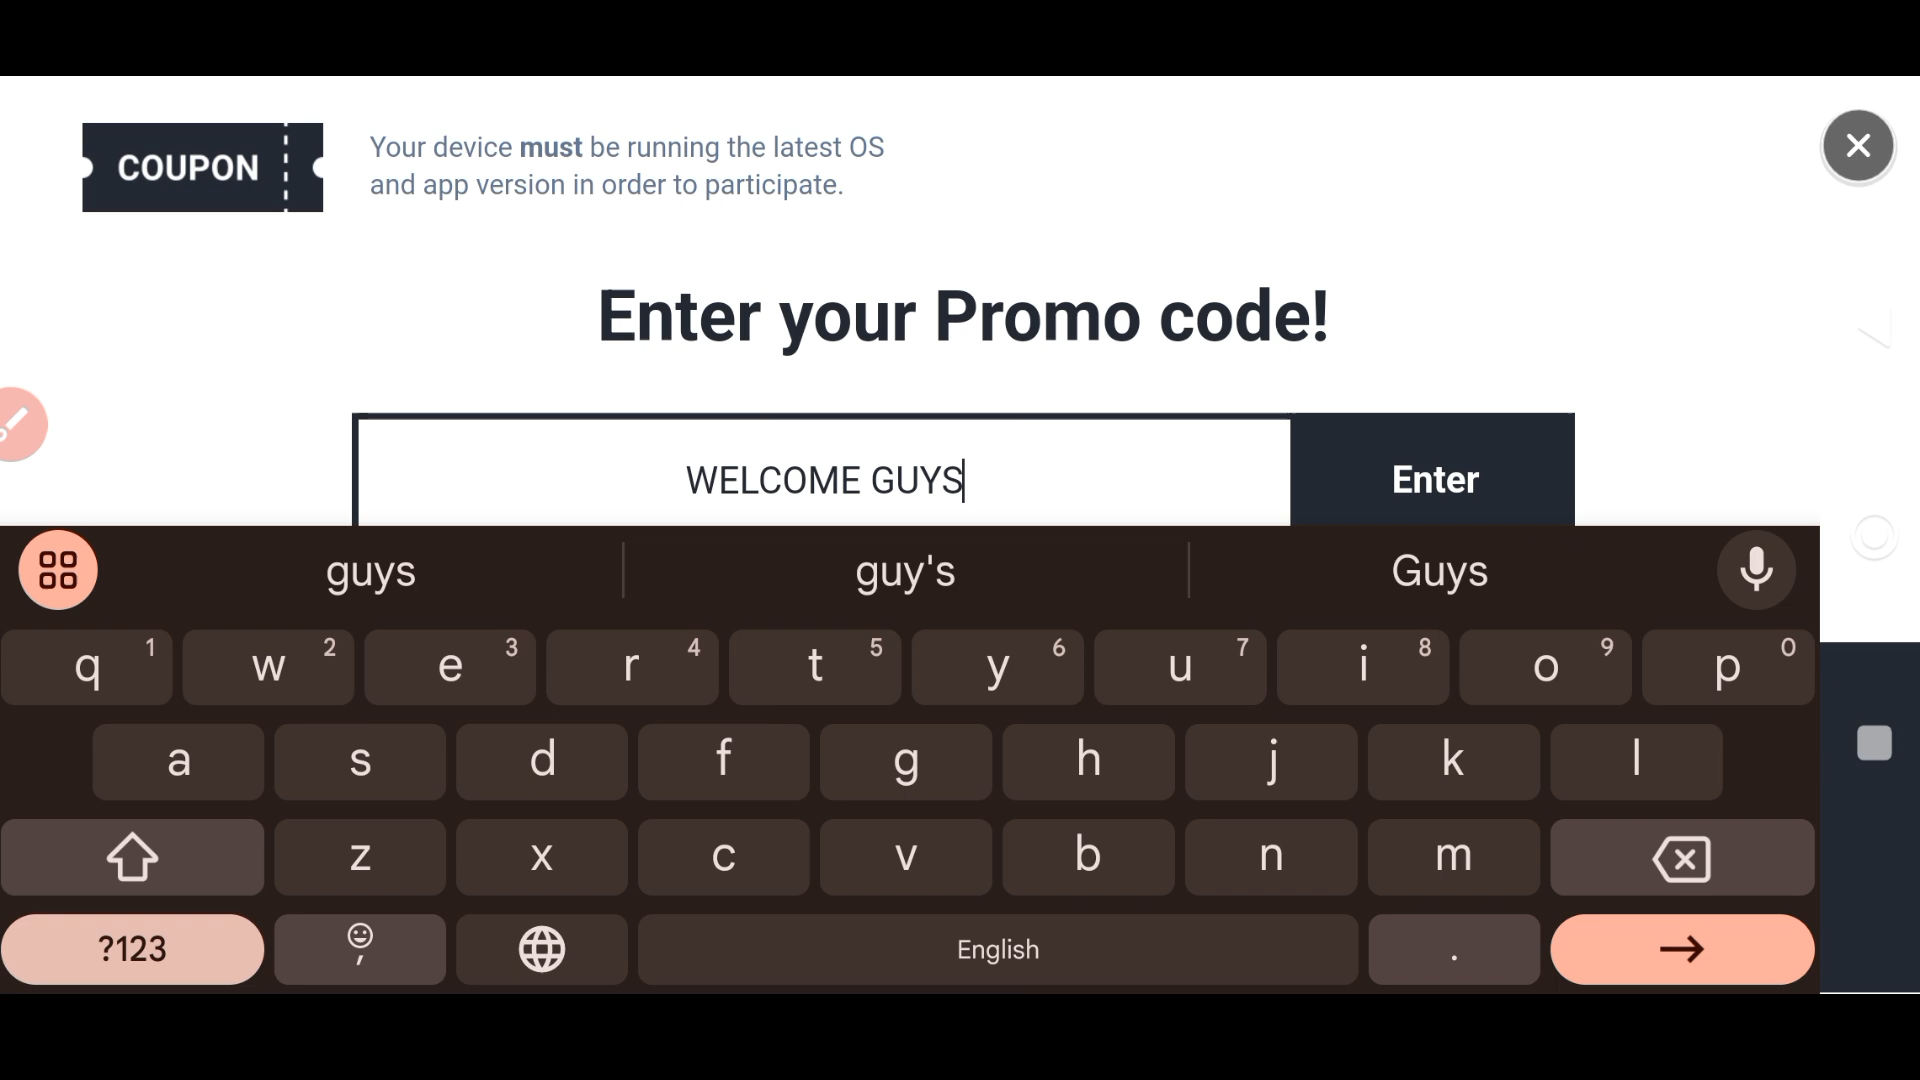 COUPON
Your device must be running the latest OS
and app version in order to participate.
Enter your Promo code!
WELCOME GUYS
Enter
guys guy's Guys
q 1 w 2 e 3 r 4 t 5 y 6 u 7 i 8 o 9 p 0
a s d f g h j k l
z x c v b n m
?123 , English .